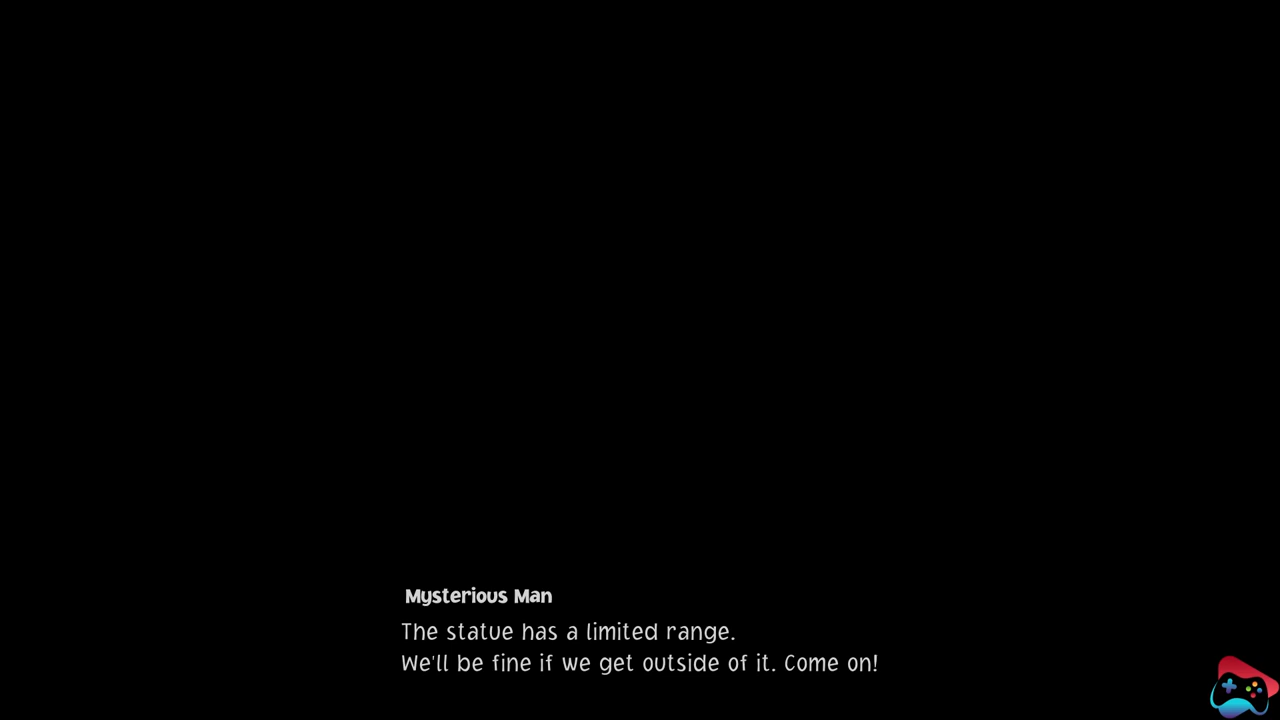 Mysterious Man
The statue has a limited range.
We'll be fine if we get outside of it. Come on!